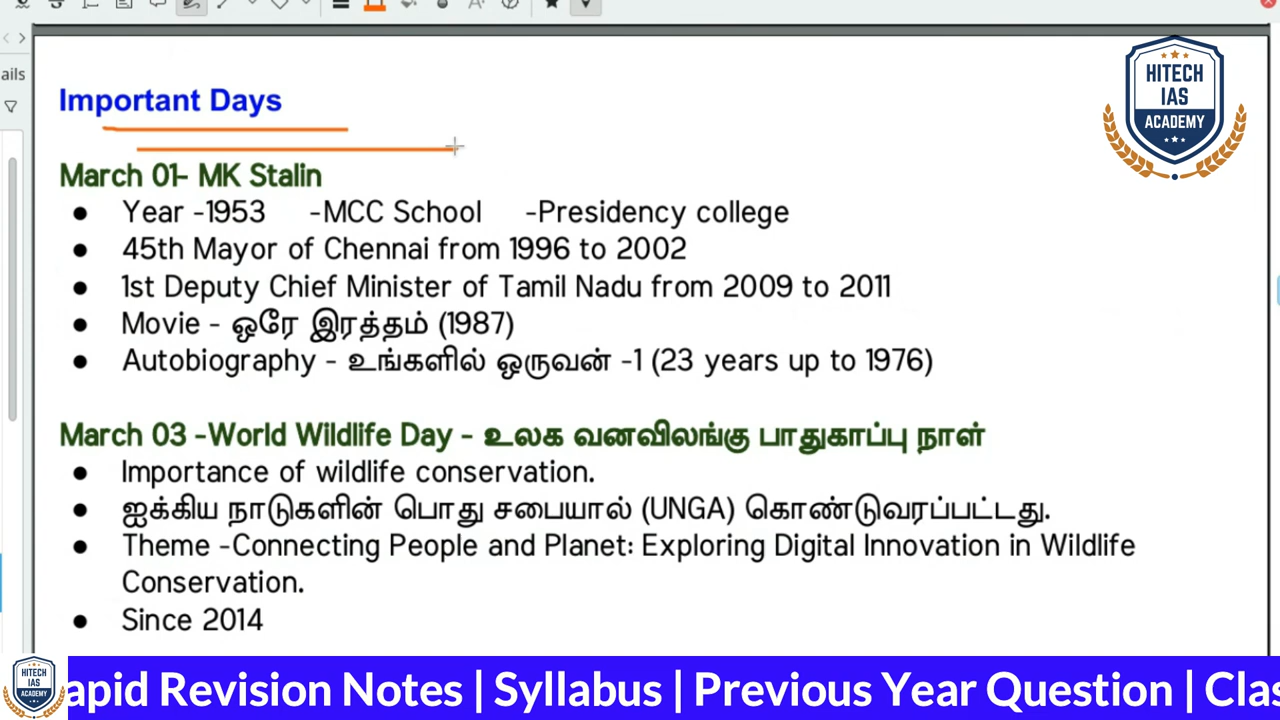 ails
HITECH
IAS
ACADEMY
Important Days
March 01- MK Stalin
● Year -1953 -MCC School -Presidency college
● 45th Mayor of Chennai from 1996 to 2002
● 1st Deputy Chief Minister of Tamil Nadu from 2009 to 2011
● Movie - ஒரே இரத்தம் (1987)
● Autobiography - உங்களில் ஒருவன் -1 (23 years up to 1976)
March 03 -World Wildlife Day - உலக வனவிலங்கு பாதுகாப்பு நாள்
● Importance of wildlife conservation.
● ஐக்கிய நாடுகளின் பொது சபையால் (UNGA) கொண்டுவரப்பட்டது.
● Theme -Connecting People and Planet: Exploring Digital Innovation in Wildlife
Conservation.
● Since 2014
HITECH
IAS
ACADEMY
apid Revision Notes | Syllabus | Previous Year Question | Clas